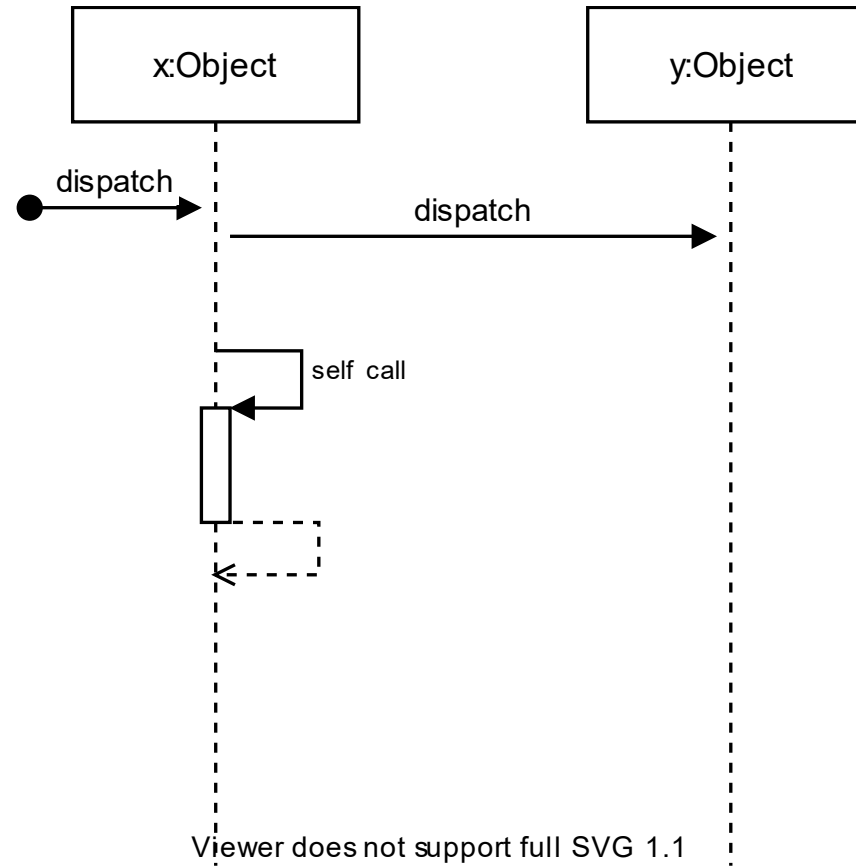 x:Object
y:Object
dispatch
dispatch
self call
Viewer does not support full SVG 1.1